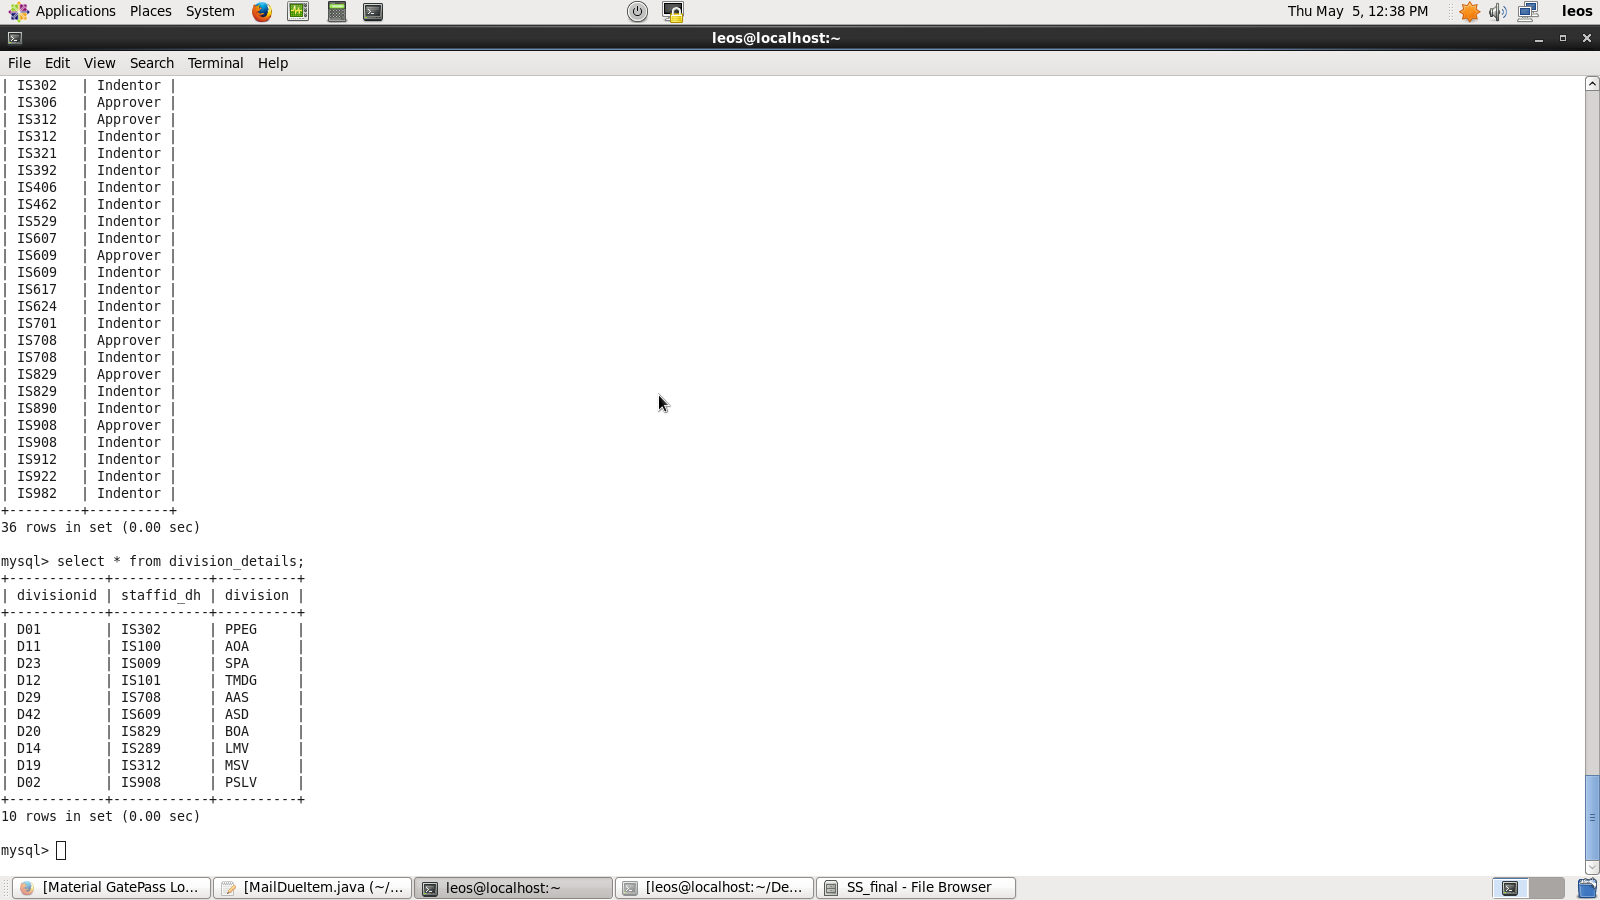 Applications Places System Thu May  5, 12:38 PM leos
leos@localhost:~
File Edit View Search Terminal Help
| IS302   | Indentor |
| IS306   | Approver |
| IS312   | Approver |
| IS312   | Indentor |
| IS321   | Indentor |
| IS392   | Indentor |
| IS406   | Indentor |
| IS462   | Indentor |
| IS529   | Indentor |
| IS607   | Indentor |
| IS609   | Approver |
| IS609   | Indentor |
| IS617   | Indentor |
| IS624   | Indentor |
| IS701   | Indentor |
| IS708   | Approver |
| IS708   | Indentor |
| IS829   | Approver |
| IS829   | Indentor |
| IS890   | Indentor |
| IS908   | Approver |
| IS908   | Indentor |
| IS912   | Indentor |
| IS922   | Indentor |
| IS982   | Indentor |
+---------+----------+
36 rows in set (0.00 sec)
mysql> select * from division_details;
+------------+------------+----------+
| divisionid | staffid_dh | division |
+------------+------------+----------+
| D01        | IS302      | PPEG     |
| D11        | IS100      | AOA      |
| D23        | IS009      | SPA      |
| D12        | IS101      | TMDG     |
| D29        | IS708      | AAS      |
| D42        | IS609      | ASD      |
| D20        | IS829      | BOA      |
| D14        | IS289      | LMV      |
| D19        | IS312      | MSV      |
| D02        | IS908      | PSLV     |
+------------+------------+----------+
10 rows in set (0.00 sec)
mysql>
[Material GatePass Lo... [MailDueItem.java (~/... leos@localhost:~ [leos@localhost:~/De... SS_final - File Browser